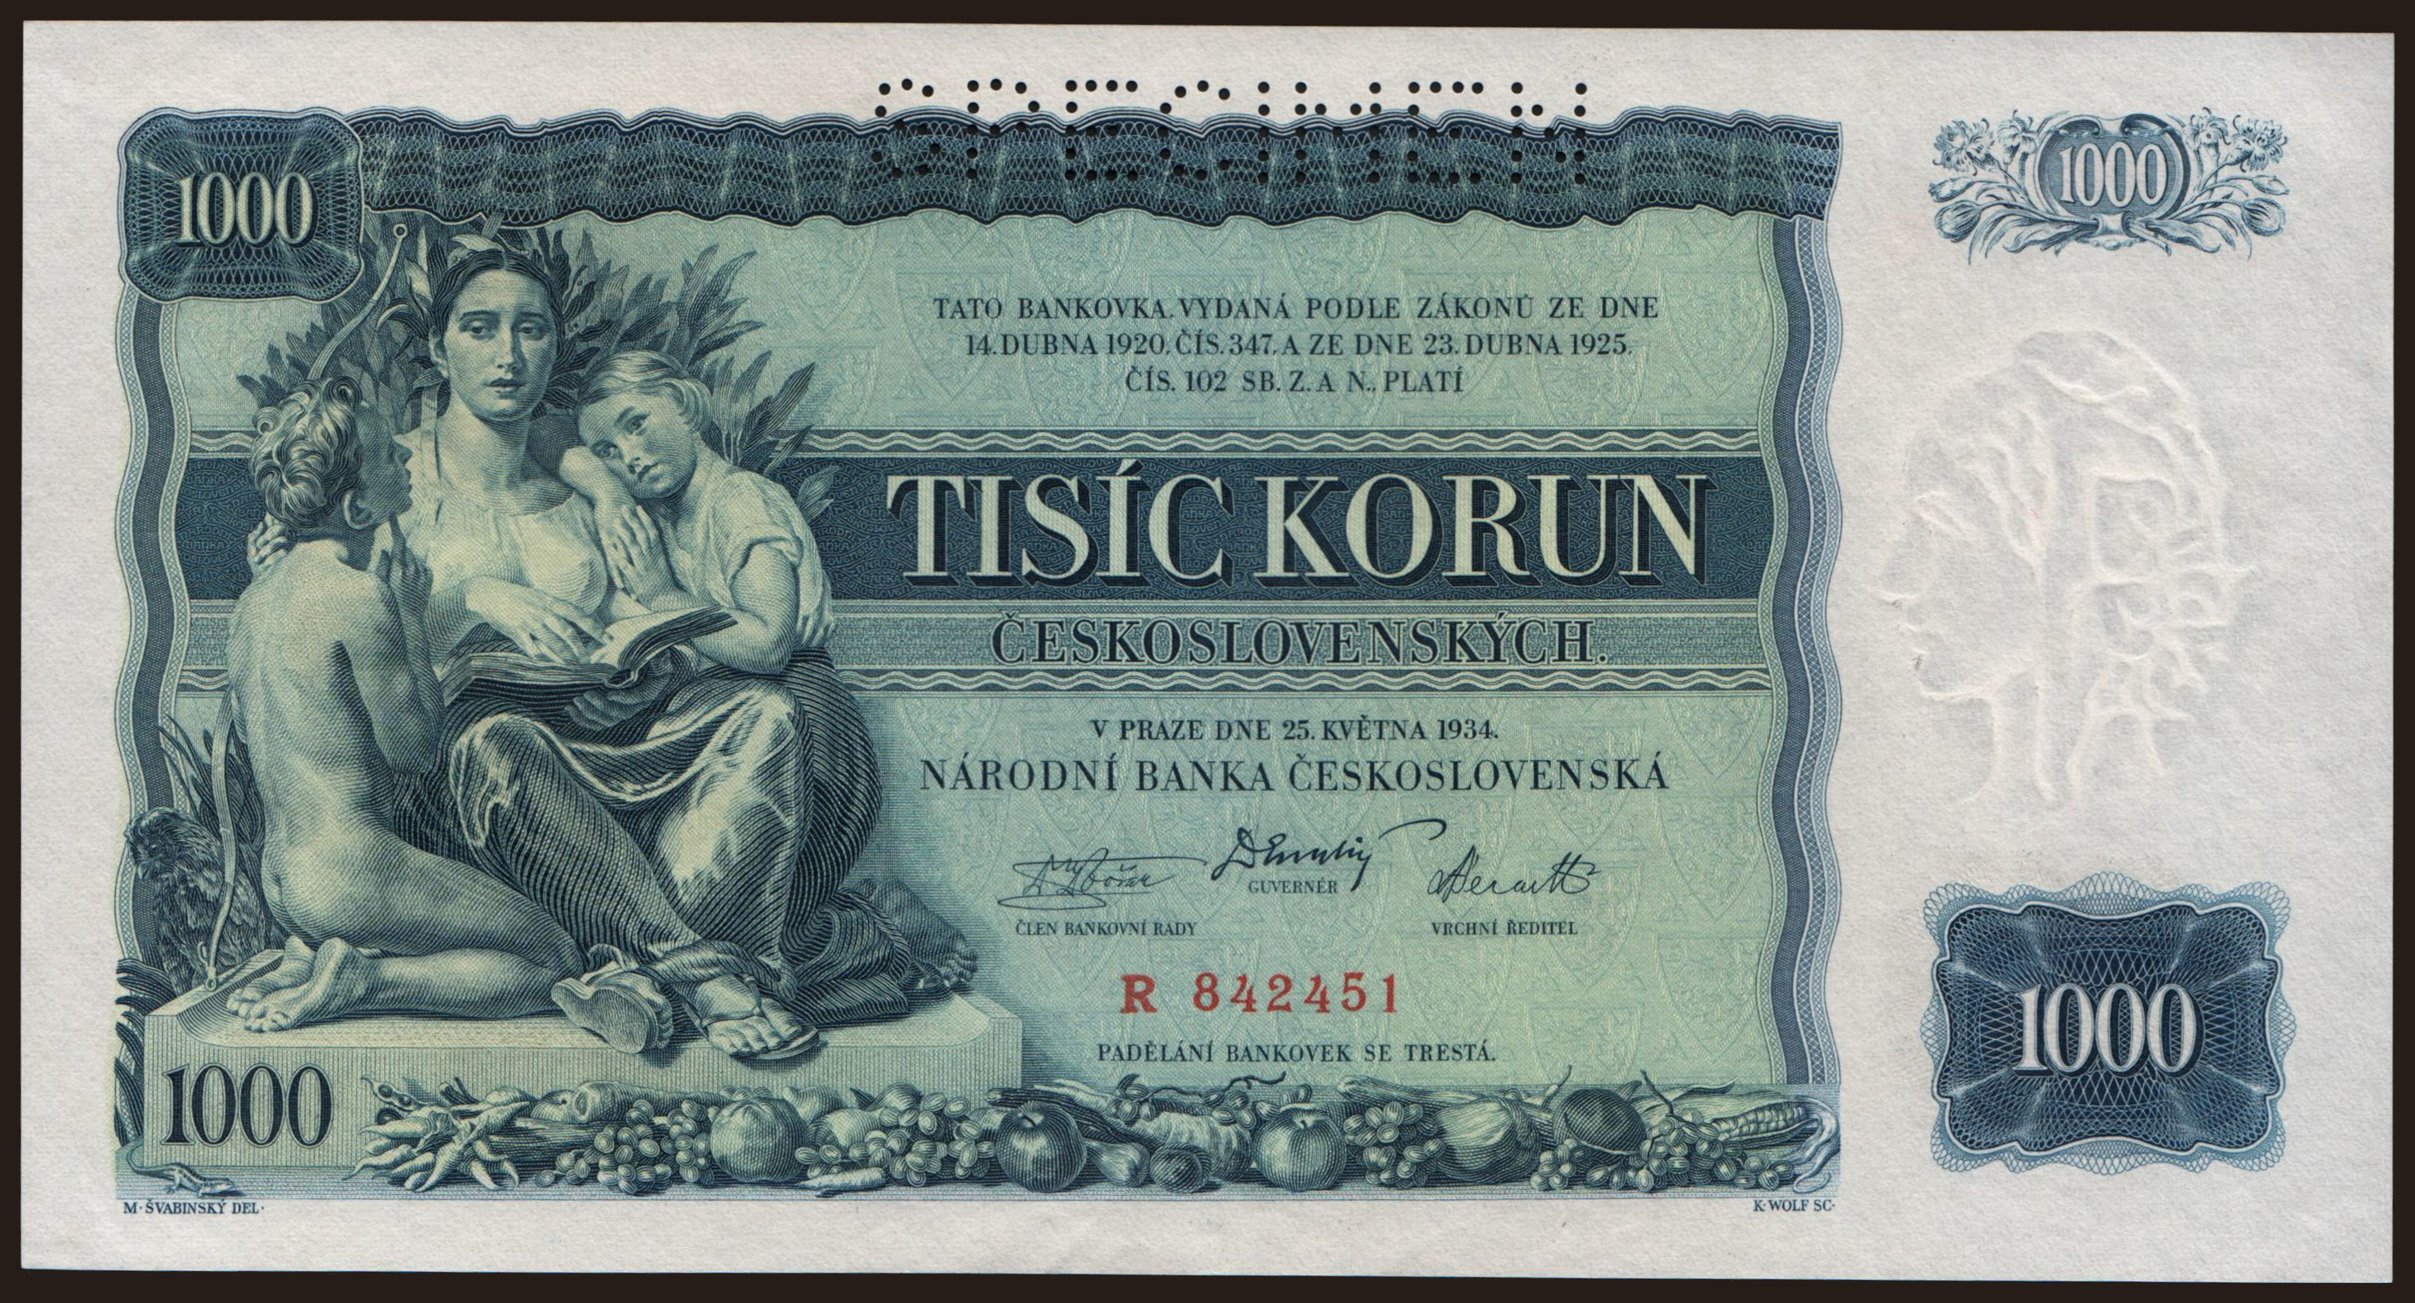 SPECIMEN
1000
1000
TATO BANKOVKA, VYDANÁ PODLE ZÁKONŮ ZE DNE
14. DUBNA 1920, ČÍS. 347, A ZE DNE 23. DUBNA 1925,
ČÍS. 102 SB. Z. A N., PLATÍ
TISÍC KORUN
ČESKOSLOVENSKÝCH.
V PRAZE DNE 25. KVĚTNA 1934.
NÁRODNÍ BANKA ČESKOSLOVENSKÁ
GUVERNÉR
ČLEN BANKOVNÍ RADY
VRCHNÍ ŘEDITEL
R 842451
PADĚLÁNÍ BANKOVEK SE TRESTÁ.
1000
1000
M. ŠVABINSKÝ DEL.
K. WOLF SC.